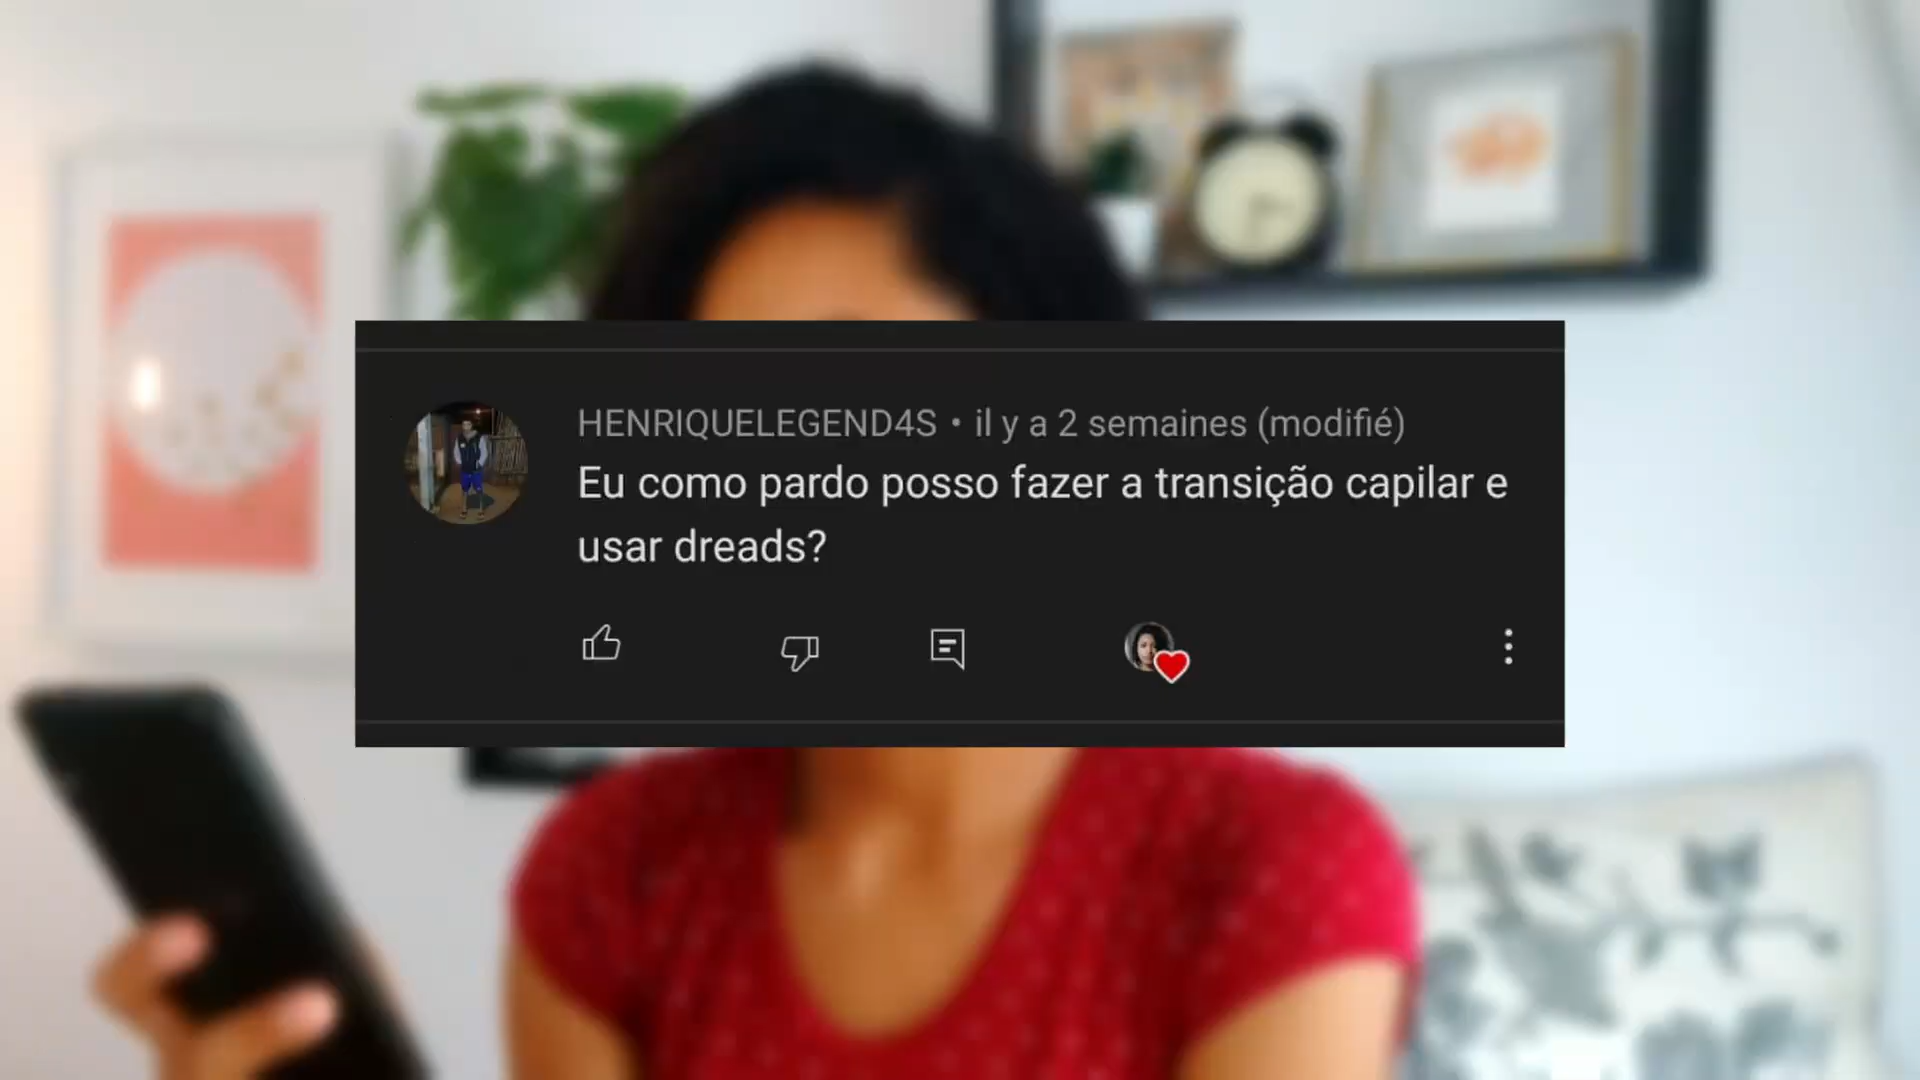 HENRIQUELEGEND4S • il y a 2 semaines (modifié)
Eu como pardo posso fazer a transição capilar e
usar dreads?